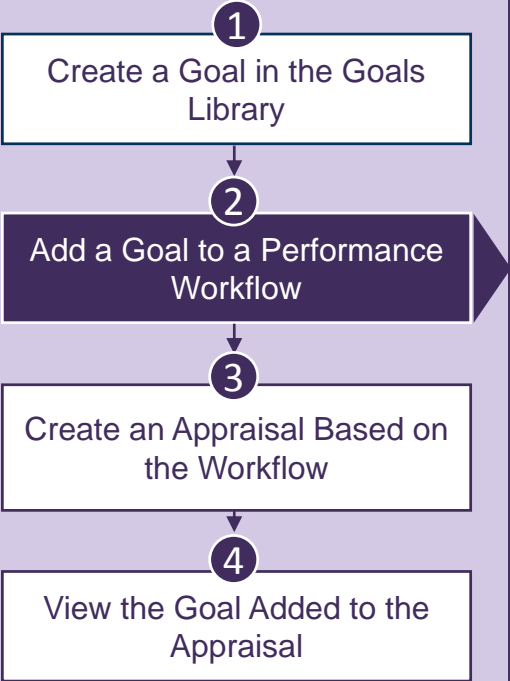 1
Create a Goal in the Goals
Library
2
Add a Goal to a Performance
Workflow
3
Create an Appraisal Based on
the Workflow
4
View the Goal Added to the
Appraisal